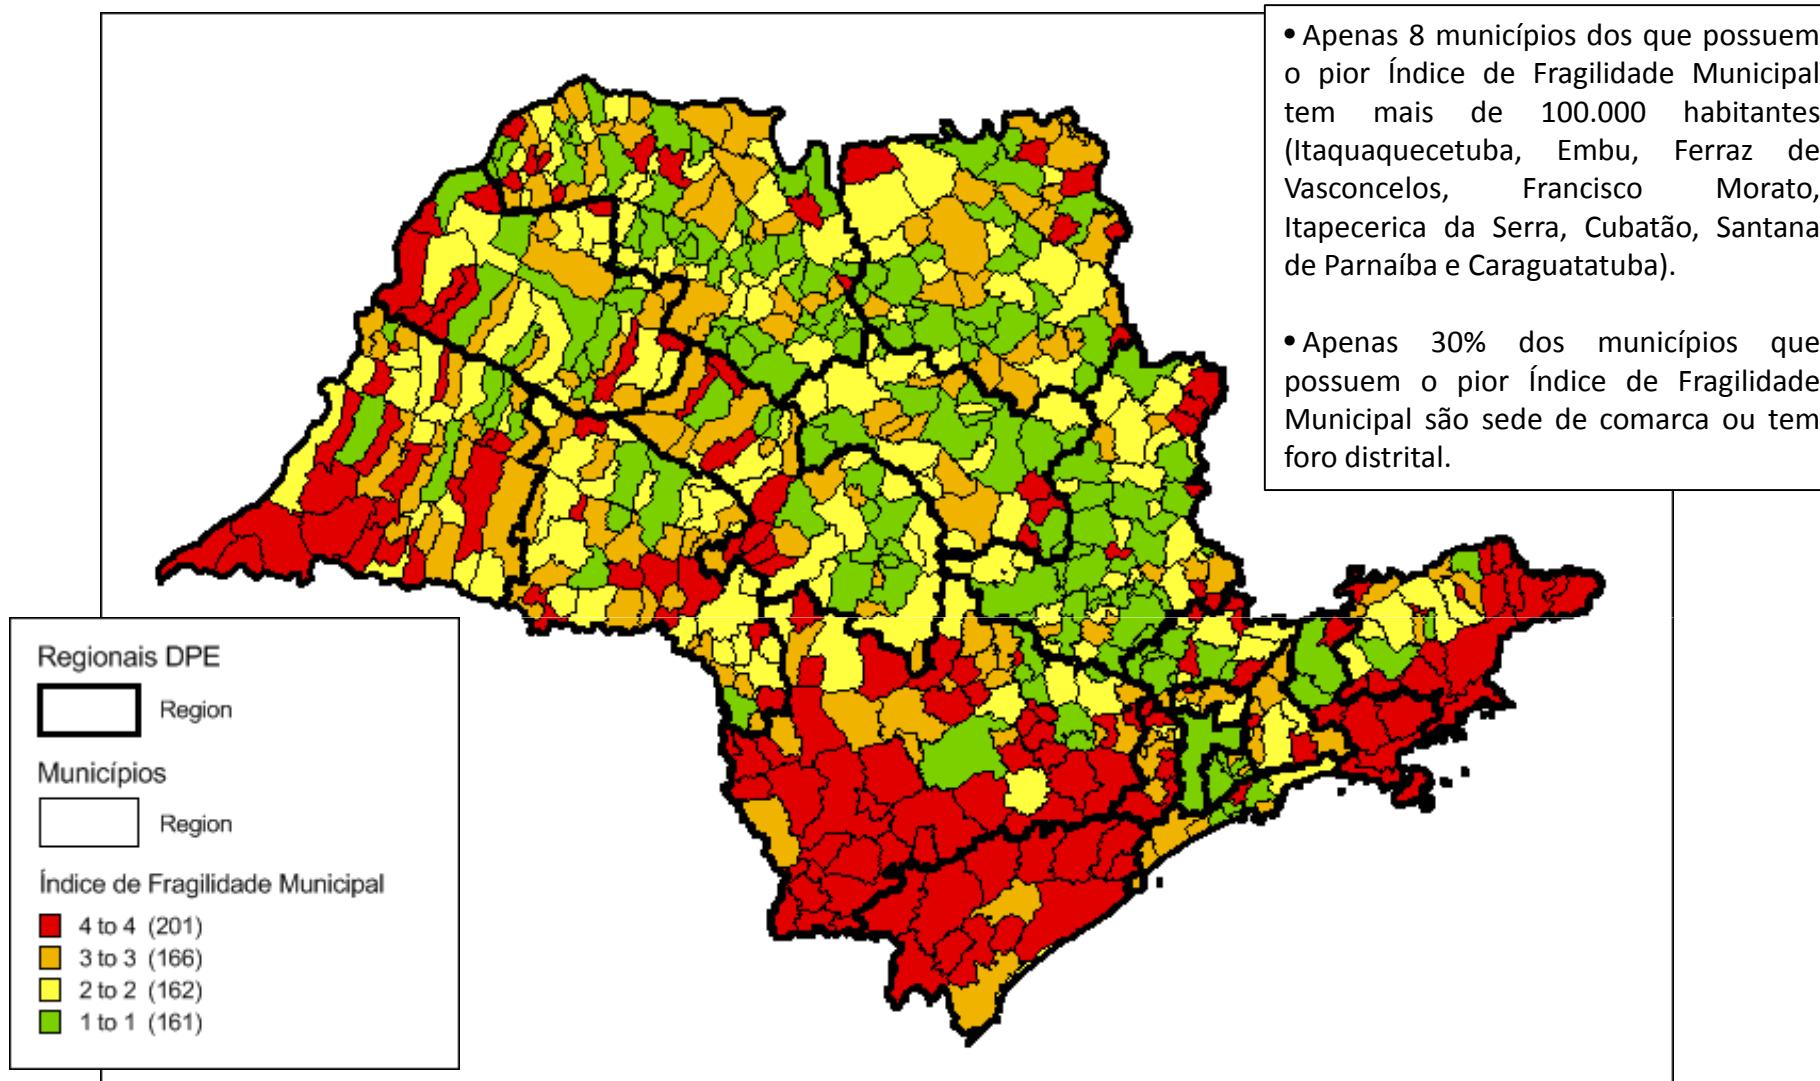 • Apenas 8 municípios dos que possuem
o pior Índice de Fragilidade Municipal
tem mais de 100.000 habitantes
(Itaquaquecetuba, Embu, Ferraz de
Vasconcelos, Francisco Morato,
Itapecerica da Serra, Cubatão, Santana
de Parnaíba e Caraguatatuba).
• Apenas 30% dos municípios que
possuem o pior Índice de Fragilidade
Municipal são sede de comarca ou tem
foro distrital.
Regionais DPE
Region
Municípios
Region
Índice de Fragilidade Municipal
4 to 4 (201)
3 to 3 (166)
2 to 2 (162)
1 to 1 (161)